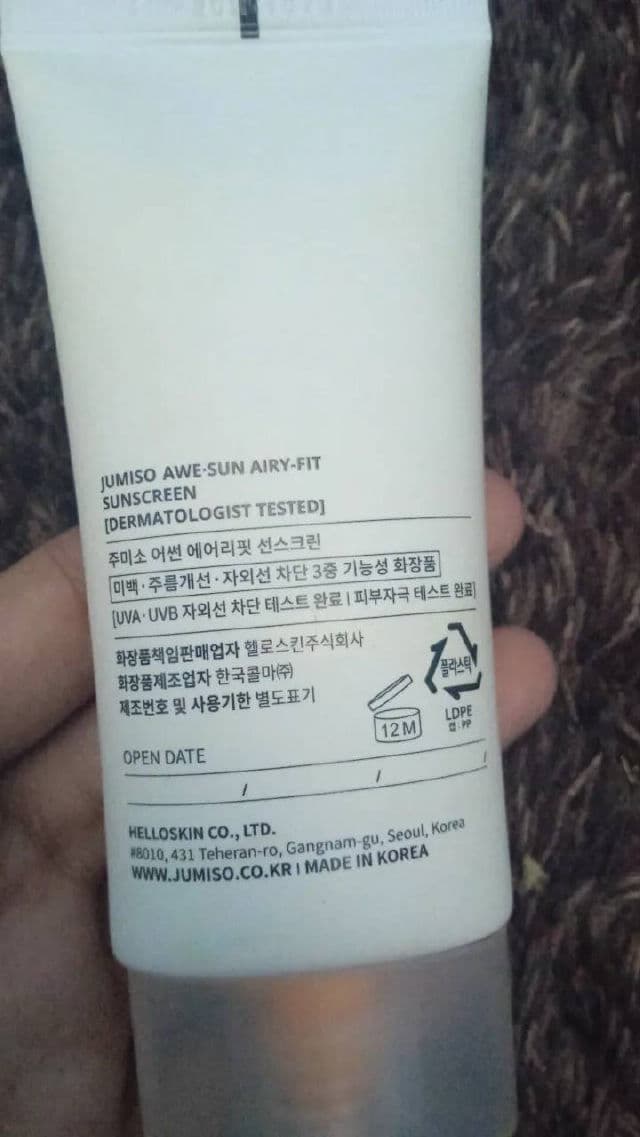 JUMISO AWE·SUN AIRY-FIT
SUNSCREEN
[DERMATOLOGIST TESTED]
주미소 어썬 에어리핏 선스크린
미백·주름개선·자외선 차단 3중 기능성 화장품
[UVA·UVB 자외선 차단 테스트 완료 I 피부자극 테스트 완료]
화장품책임판매업자 헬로스킨주식회사
화장품제조업자 한국콜마㈜
제조번호 및 사용기한 별도표기
플라스틱
LDPE
캡:PP
12M
OPEN DATE
/ / /
HELLOSKIN CO., LTD.
#8010, 431 Teheran-ro, Gangnam-gu, Seoul, Korea
WWW.JUMISO.CO.KR I MADE IN KOREA